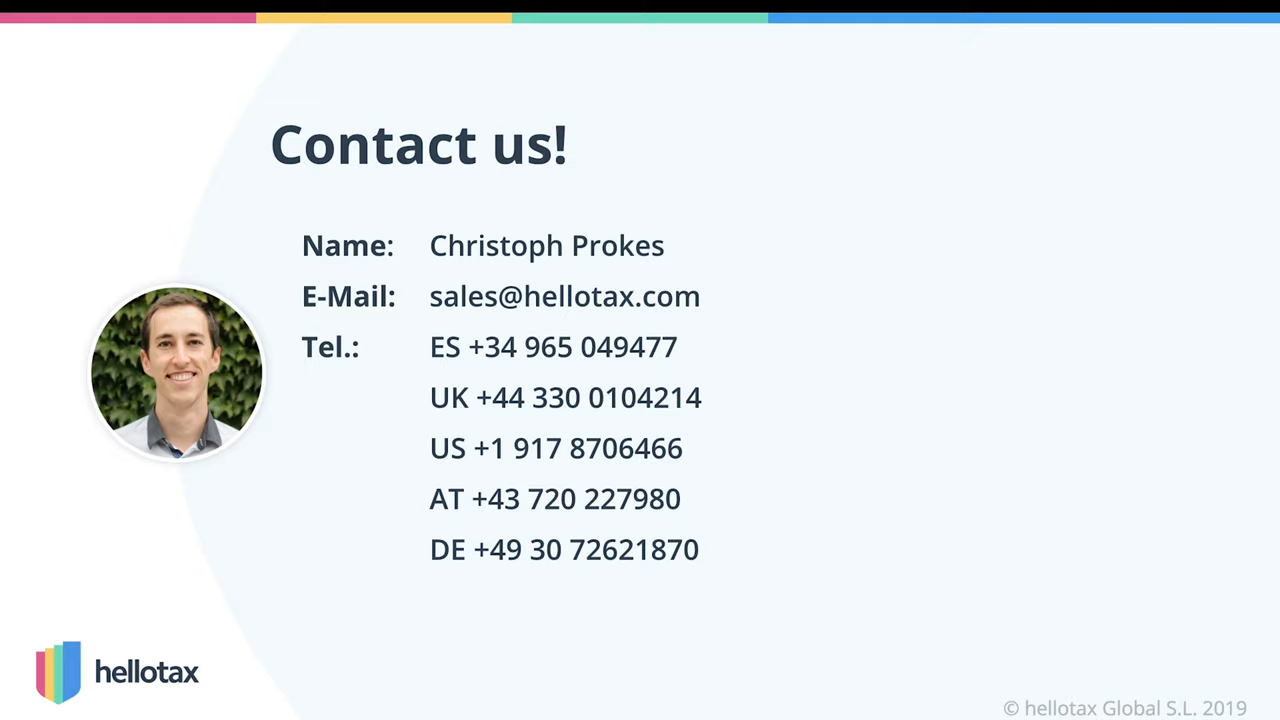 Contact us!
Name: Christoph Prokes
E-Mail: sales@hellotax.com
Tel.: ES +34 965 049477
UK +44 330 0104214
US +1 917 8706466
AT +43 720 227980
DE +49 30 72621870
hellotax
© hellotax Global S.L. 2019